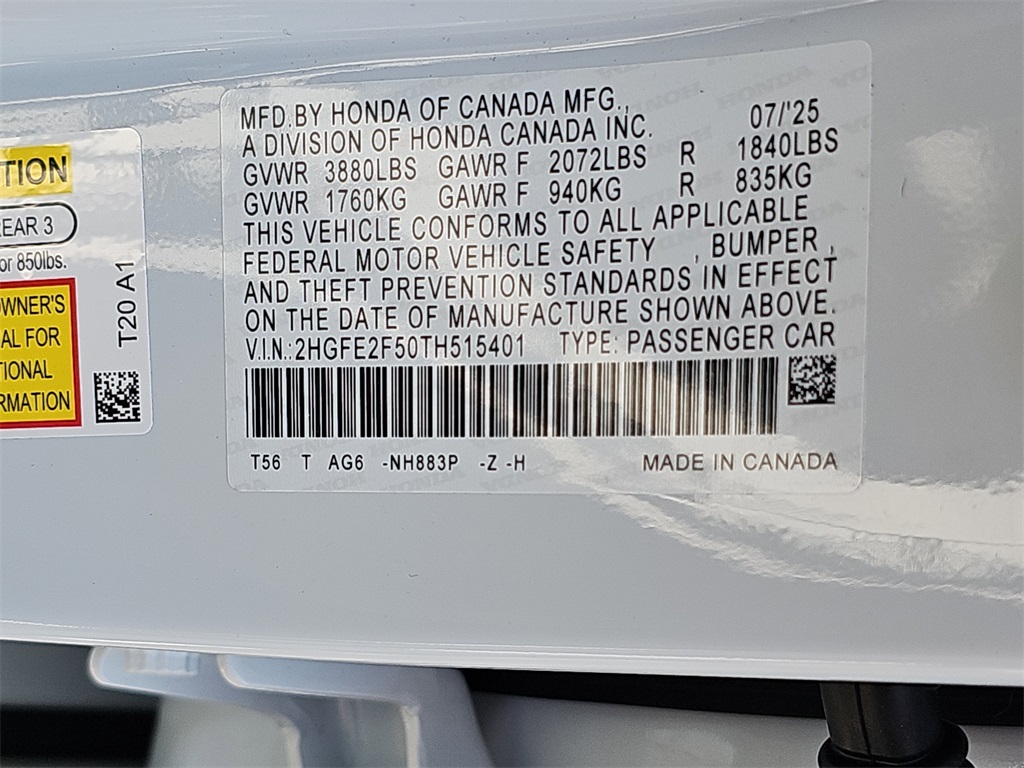 TION
REAR 3
or 850lbs.
OWNER'S
AL FOR
TIONAL
RMATION
T20 A1
MFD.BY HONDA OF CANADA MFG., 07/'25
A DIVISION OF HONDA CANADA INC.
GVWR 3880LBS GAWR F 2072LBS R 1840LBS
GVWR 1760KG GAWR F 940KG R 835KG
THIS VEHICLE CONFORMS TO ALL APPLICABLE
FEDERAL MOTOR VEHICLE SAFETY , BUMPER ,
AND THEFT PREVENTION STANDARDS IN EFFECT
ON THE DATE OF MANUFACTURE SHOWN ABOVE.
V.I.N.:2HGFE2F50TH515401 TYPE: PASSENGER CAR
T56 T AG6 -NH883P -Z -H MADE IN CANADA